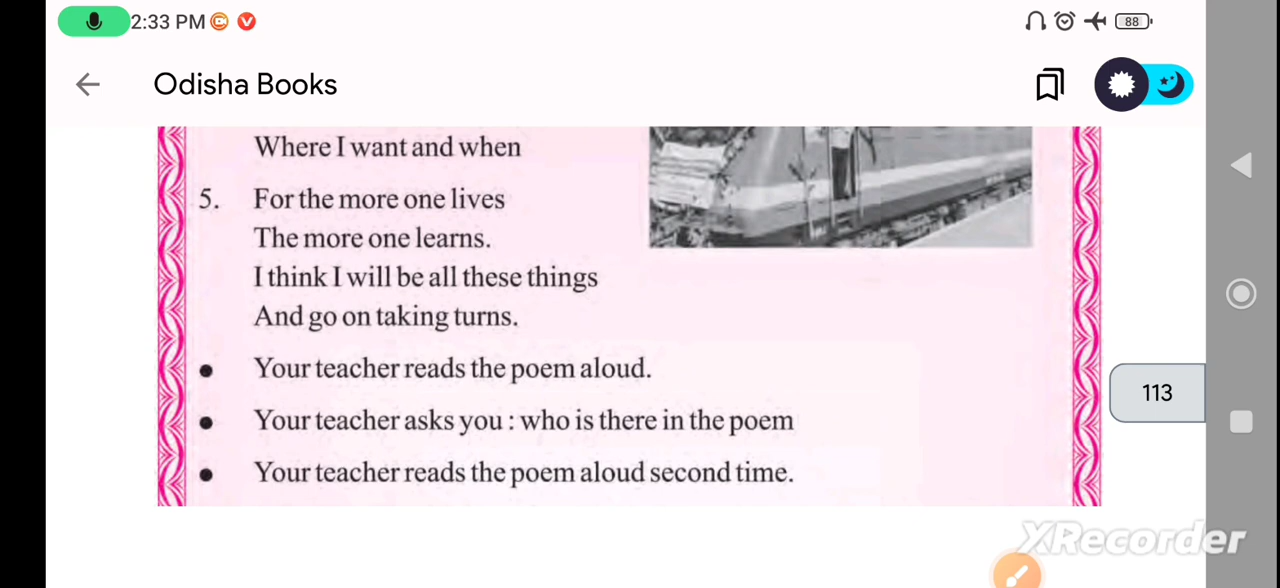 2:33 PM
88
Odisha Books
Where I want and when
5. For the more one lives
The more one learns.
I think I will be all these things
And go on taking turns.
● Your teacher reads the poem aloud.
● Your teacher asks you : who is there in the poem
● Your teacher reads the poem aloud second time.
113
XRecorder